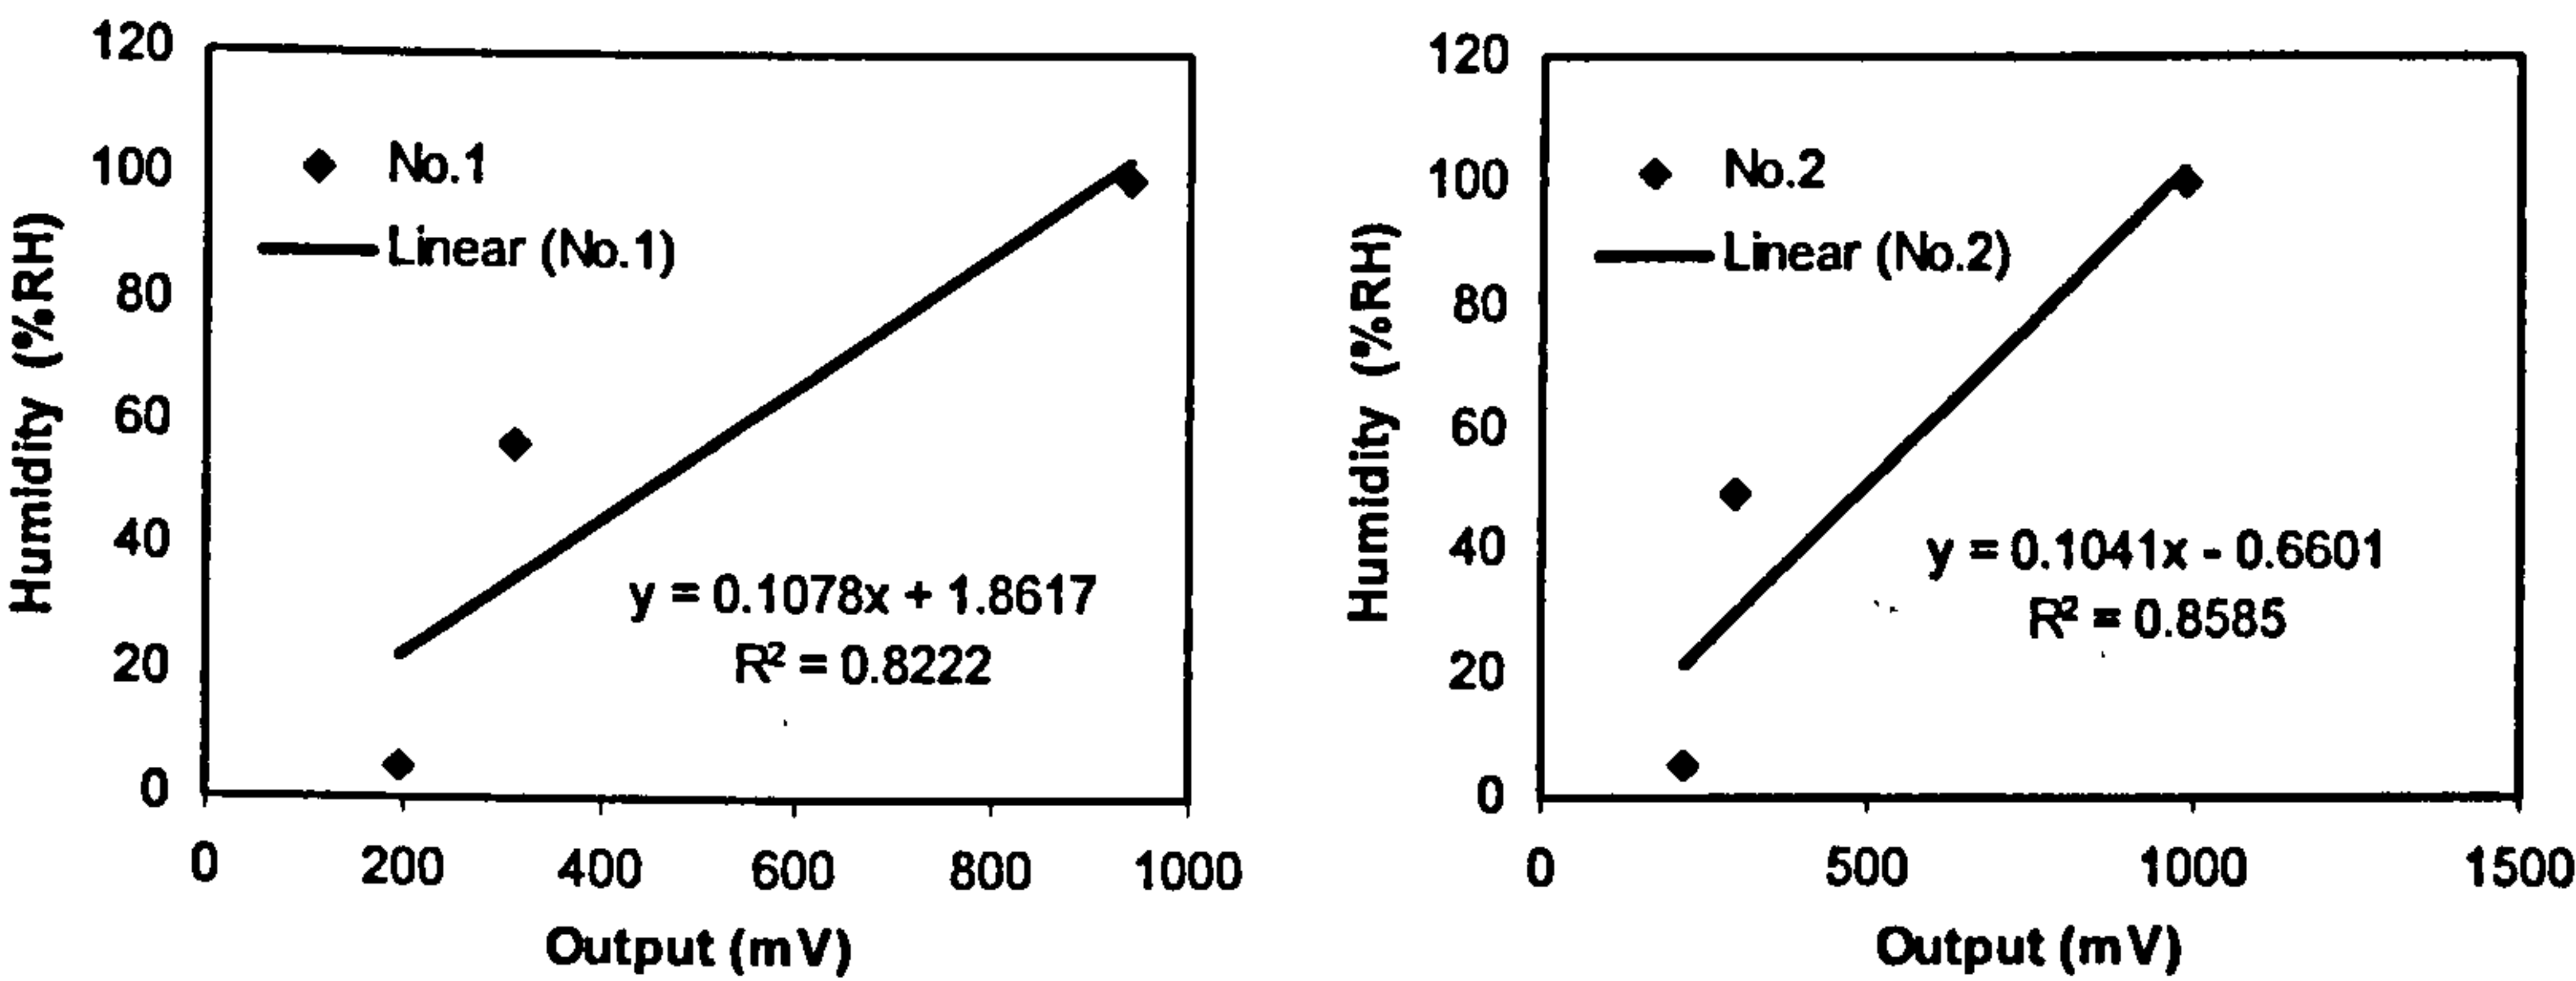 120
100
80
60
40
20
0
Humidity (%RH)
No.1
Linear (No.1)
y = 0.1078x + 1.8617
R² = 0.8222
0 200 400 600 800 1000
Output (mV)
120
100
80
60
40
20
0
Humidity (%RH)
No.2
Linear (No.2)
y = 0.1041x - 0.6601
R² = 0.8585
0 500 1000 1500
Output (mV)